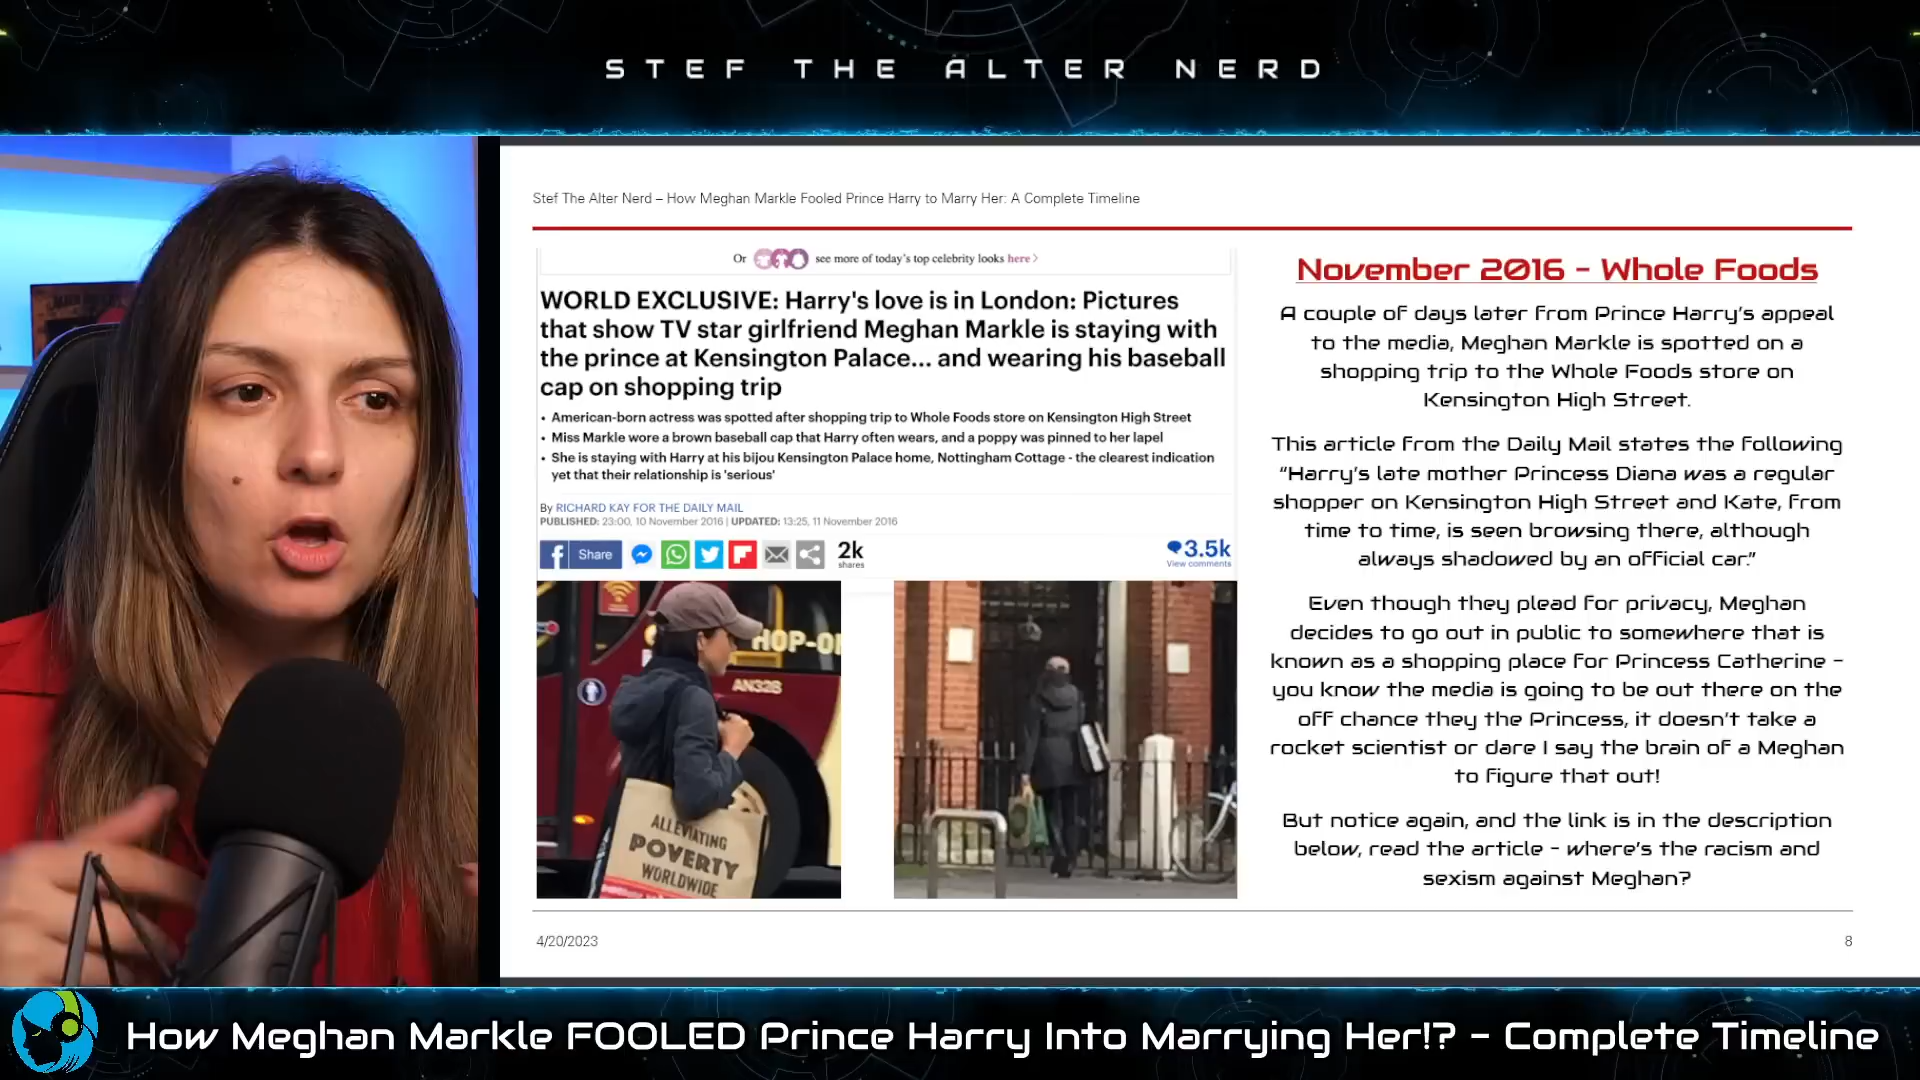 STEF THE ALTER NERD
Stef The Alter Nerd – How Meghan Markle Fooled Prince Harry to Marry Her: A Complete Timeline
Or see more of today's top celebrity looks here >
WORLD EXCLUSIVE: Harry's love is in London: Pictures
that show TV star girlfriend Meghan Markle is staying with
the prince at Kensington Palace... and wearing his baseball
cap on shopping trip
• American-born actress was spotted after shopping trip to Whole Foods store on Kensington High Street
• Miss Markle wore a brown baseball cap that Harry often wears, and a poppy was pinned to her lapel
• She is staying with Harry at his bijou Kensington Palace home, Nottingham Cottage - the clearest indication
yet that their relationship is 'serious'
By RICHARD KAY FOR THE DAILY MAIL
PUBLISHED: 23:00, 10 November 2016 | UPDATED: 13:25, 11 November 2016
Share
2k
shares
3.5k
View comments
HOP-O
AN326
ALLEVIATING
POVERTY
WORLDWIDE
November 2016 - Whole Foods
A couple of days later from Prince Harry's appeal
to the media, Meghan Markle is spotted on a
shopping trip to the Whole Foods store on
Kensington High Street.
This article from the Daily Mail states the following
"Harry's late mother Princess Diana was a regular
shopper on Kensington High Street and Kate, from
time to time, is seen browsing there, although
always shadowed by an official car."
Even though they plead for privacy, Meghan
decides to go out in public to somewhere that is
known as a shopping place for Princess Catherine -
you know the media is going to be out there on the
off chance they the Princess, it doesn't take a
rocket scientist or dare I say the brain of a Meghan
to figure that out!
But notice again, and the link is in the description
below, read the article - where's the racism and
sexism against Meghan?
4/20/2023
8
How Meghan Markle FOOLED Prince Harry Into Marrying Her!? - Complete Timeline